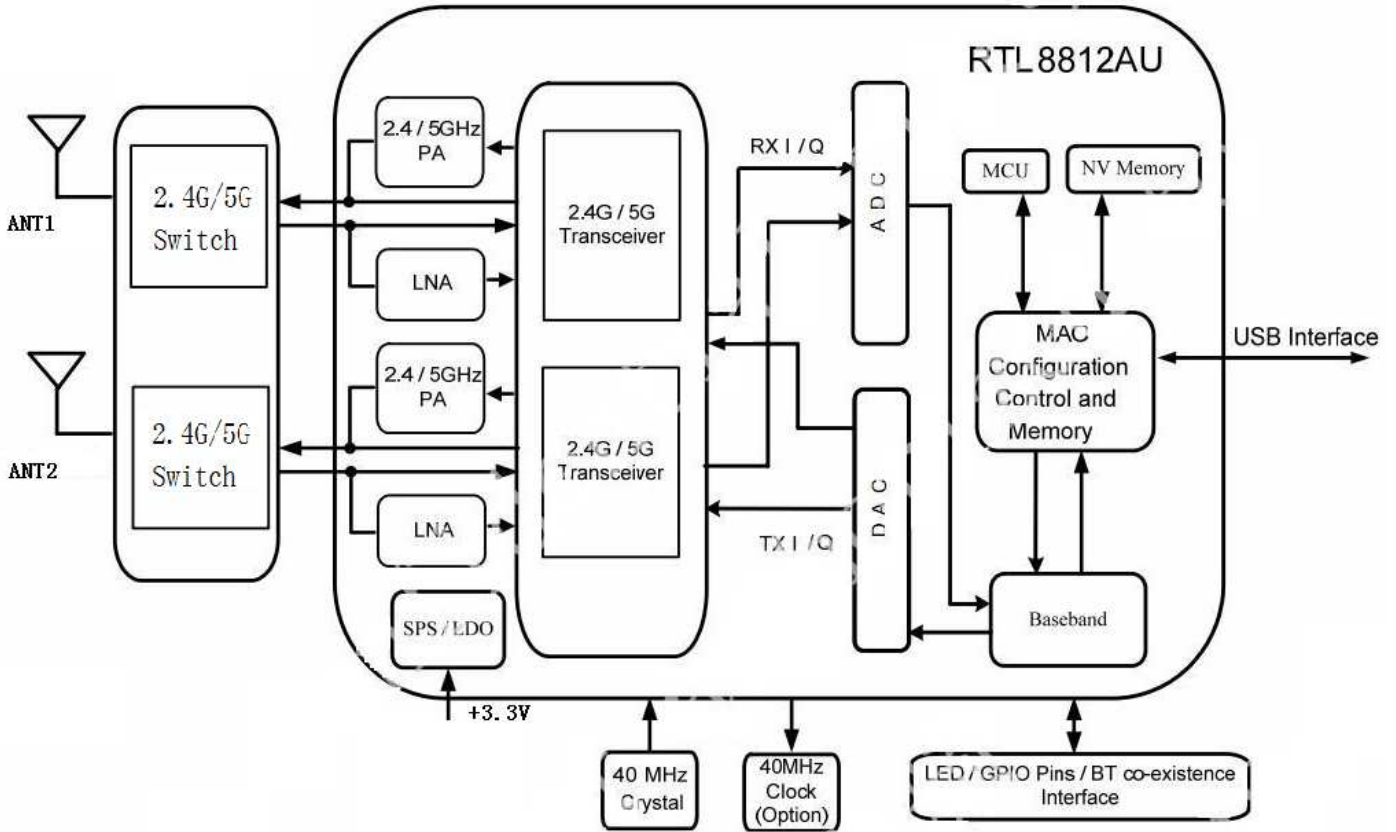 RTL8812AU
2.4 / 5GHz
PA
RX I / Q
ADC
MCU
NV Memory
2.4G/5G
Switch
ANT1
2.4G / 5G
Transceiver
LNA
MAC
Configuration
Control and
Memory
USB Interface
2.4 / 5GHz
PA
2.4G/5G
Switch
ANT2
2.4G / 5G
Transceiver
LNA
DAC
TX I / Q
SPS / LDO
Baseband
+3.3V
40 MHz
Crystal
40MHz
Clock
(Option)
LED / GPIO Pins / BT co-existence
Interface